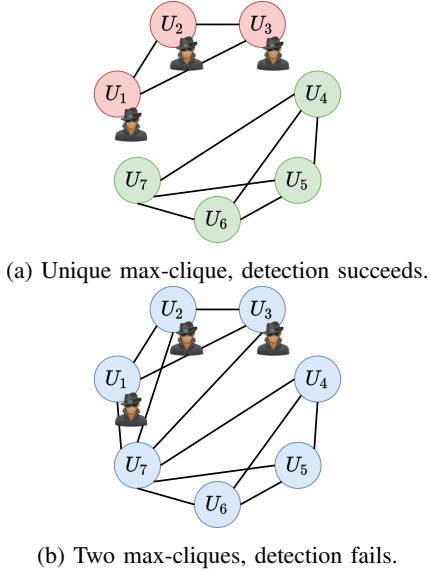 U₂ U₃
U₁ U₄
U₇ U₅
U₆
(a) Unique max-clique, detection succeeds.
U₂ U₃
U₁ U₄
U₇ U₅
U₆
(b) Two max-cliques, detection fails.